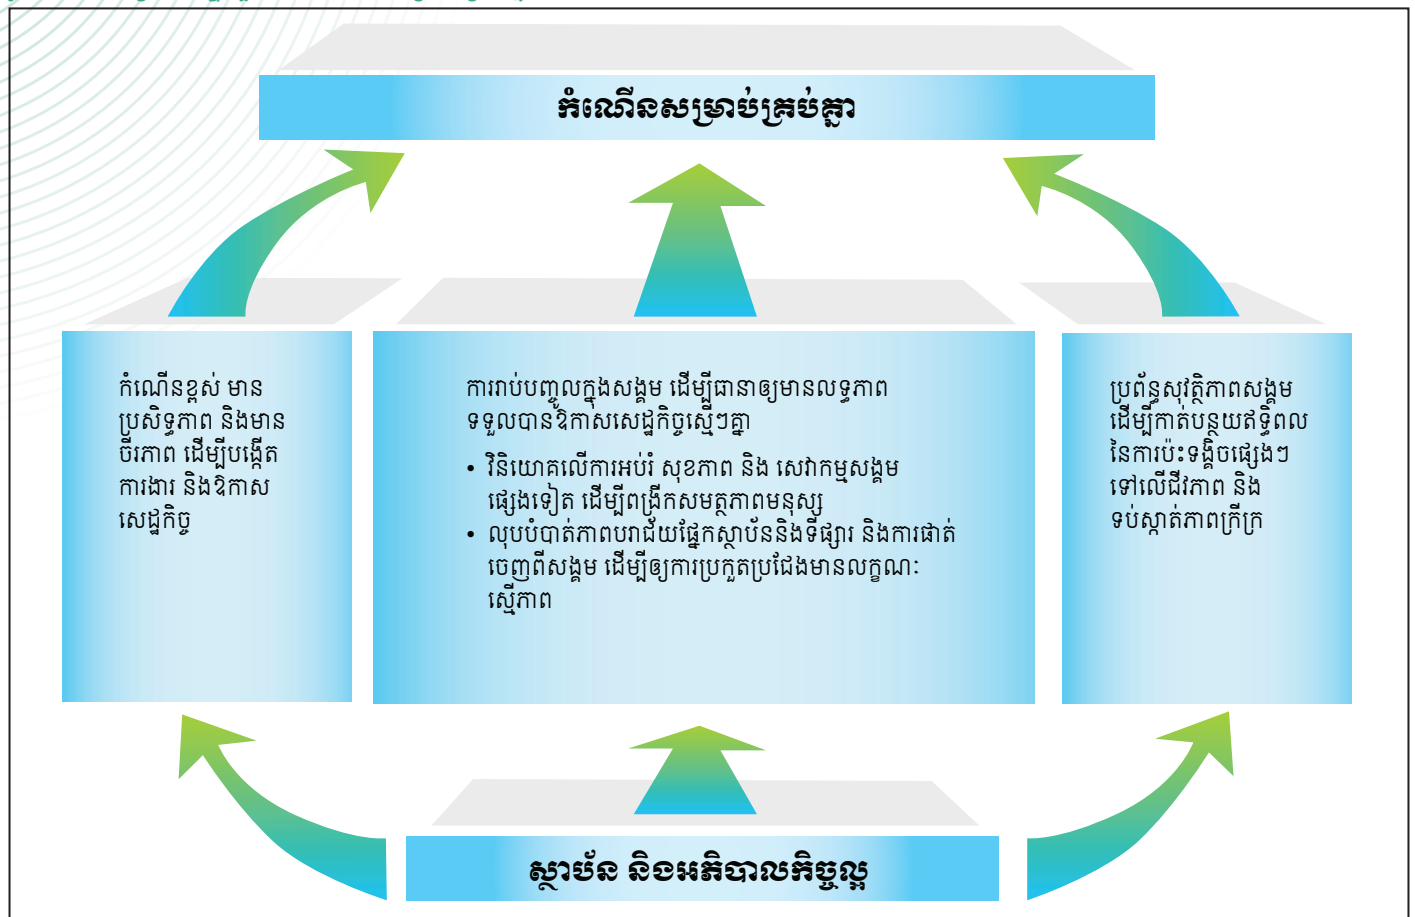 កំណើនសម្រាប់គ្រប់គ្នា
កំណើនខ្ពស់ មាន
ប្រសិទ្ធភាព និងមាន
ចីរភាព ដើម្បីបង្កើត
ការងារ និងឱកាស
សេដ្ឋកិច្ច
ការរាប់បញ្ចូលក្នុងសង្គម ដើម្បីធានាឲ្យមានលទ្ធភាព
ទទួលបានឱកាសសេដ្ឋកិច្ចស្មើៗគ្នា
• វិនិយោគលើការអប់រំ សុខភាព និង សេវាកម្មសង្គម
ផ្សេងទៀត ដើម្បីពង្រីកសមត្ថភាពមនុស្ស
• លុបបំបាត់ភាពបរាជ័យផ្នែកស្ថាប័ននិងទីផ្សារ និងការផាត់
ចេញពីសង្គម ដើម្បីឲ្យការប្រកួតប្រជែងមានលក្ខណៈ
ស្មើភាព
ប្រព័ន្ធសុវត្ថិភាពសង្គម
ដើម្បីកាត់បន្ថយឥទ្ធិពល
នៃការប៉ះទង្គិចផ្សេងៗ
ទៅលើជីវភាព និង
ទប់ស្កាត់ភាពក្រីក្រ
ស្ថាប័ន និងអភិបាលកិច្ចល្អ